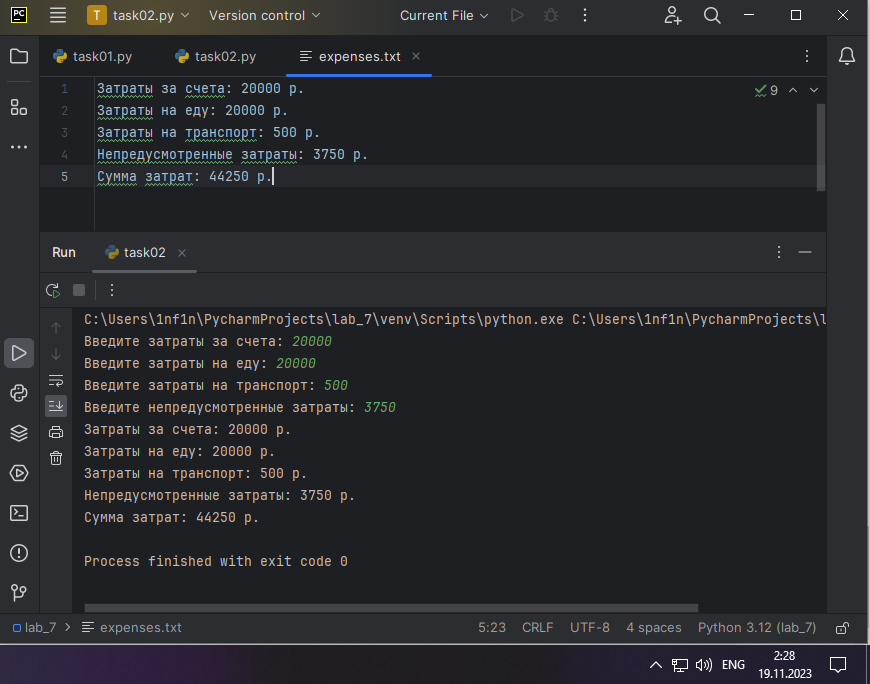 PC T task02.py Version control Current File
task01.py task02.py expenses.txt
1 Затраты за счета: 20000 р. 9
2 Затраты на еду: 20000 р.
3 Затраты на транспорт: 500 р.
4 Непредусмотренные затраты: 3750 р.
5 Сумма затрат: 44250 р.
Run task02
C:\Users\1nf1n\PycharmProjects\lab_7\venv\Scripts\python.exe C:\Users\1nf1n\PycharmProjects\l
Введите затраты за счета: 20000
Введите затраты на еду: 20000
Введите затраты на транспорт: 500
Введите непредусмотренные затраты: 3750
Затраты за счета: 20000 р.
Затраты на еду: 20000 р.
Затраты на транспорт: 500 р.
Непредусмотренные затраты: 3750 р.
Сумма затрат: 44250 р.
Process finished with exit code 0
lab_7 > expenses.txt 5:23 CRLF UTF-8 4 spaces Python 3.12 (lab_7)
ENG 2:28
19.11.2023